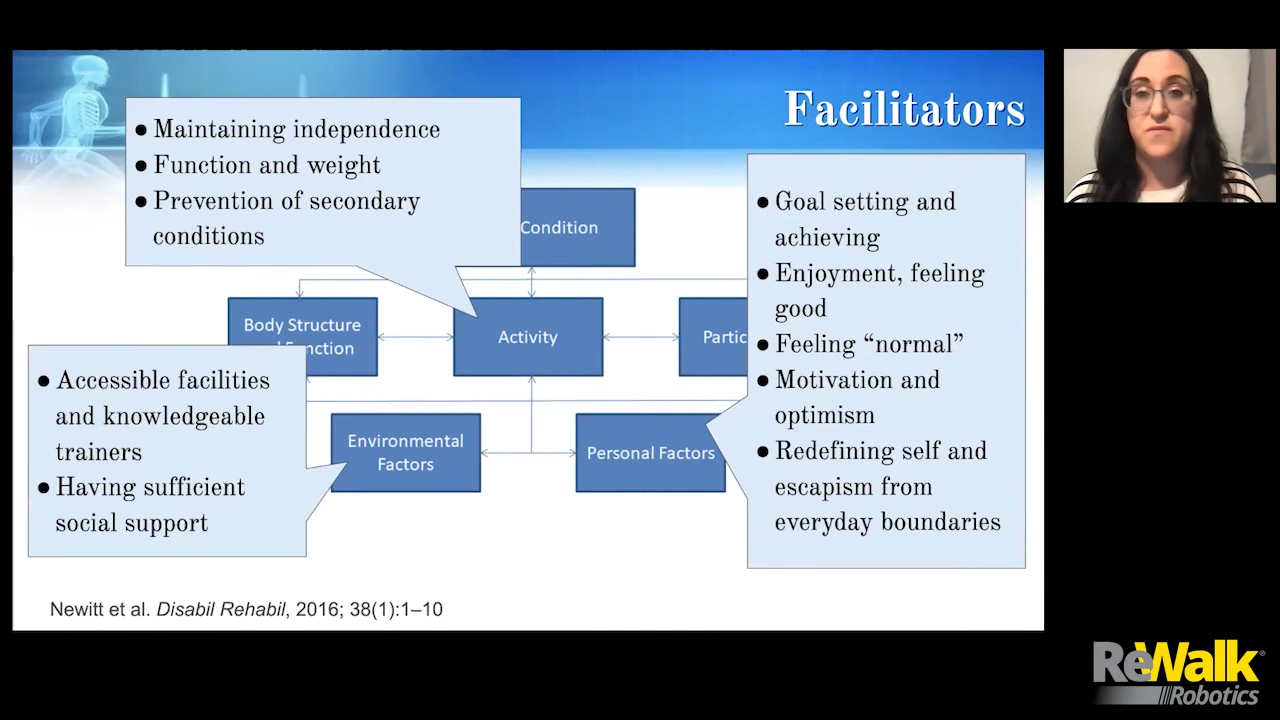 Facilitators
● Maintaining independence
● Function and weight
● Prevention of secondary
conditions
Condition
● Goal setting and
achieving
● Enjoyment, feeling
good
● Feeling “normal”
● Motivation and
optimism
● Redefining self and
escapism from
everyday boundaries
Body Structure
Function
Activity
● Accessible facilities
and knowledgeable
trainers
● Having sufficient
social support
Environmental
Factors
Personal Factors
Newitt et al. Disabil Rehabil, 2016; 38(1):1–10
ReWalk
Robotics